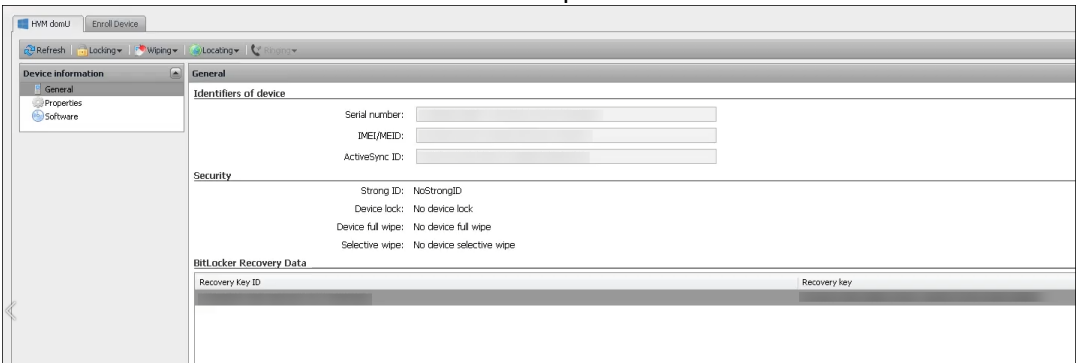 HVM domU Enroll Device
Refresh Locking Wiping Locating Ringing
Device information
General
Properties
Software
General
Identifiers of device
Serial number:
IMEI/MEID:
ActiveSync ID:
Security
Strong ID: NoStrongID
Device lock: No device lock
Device full wipe: No device full wipe
Selective wipe: No device selective wipe
BitLocker Recovery Data
Recovery Key ID Recovery key